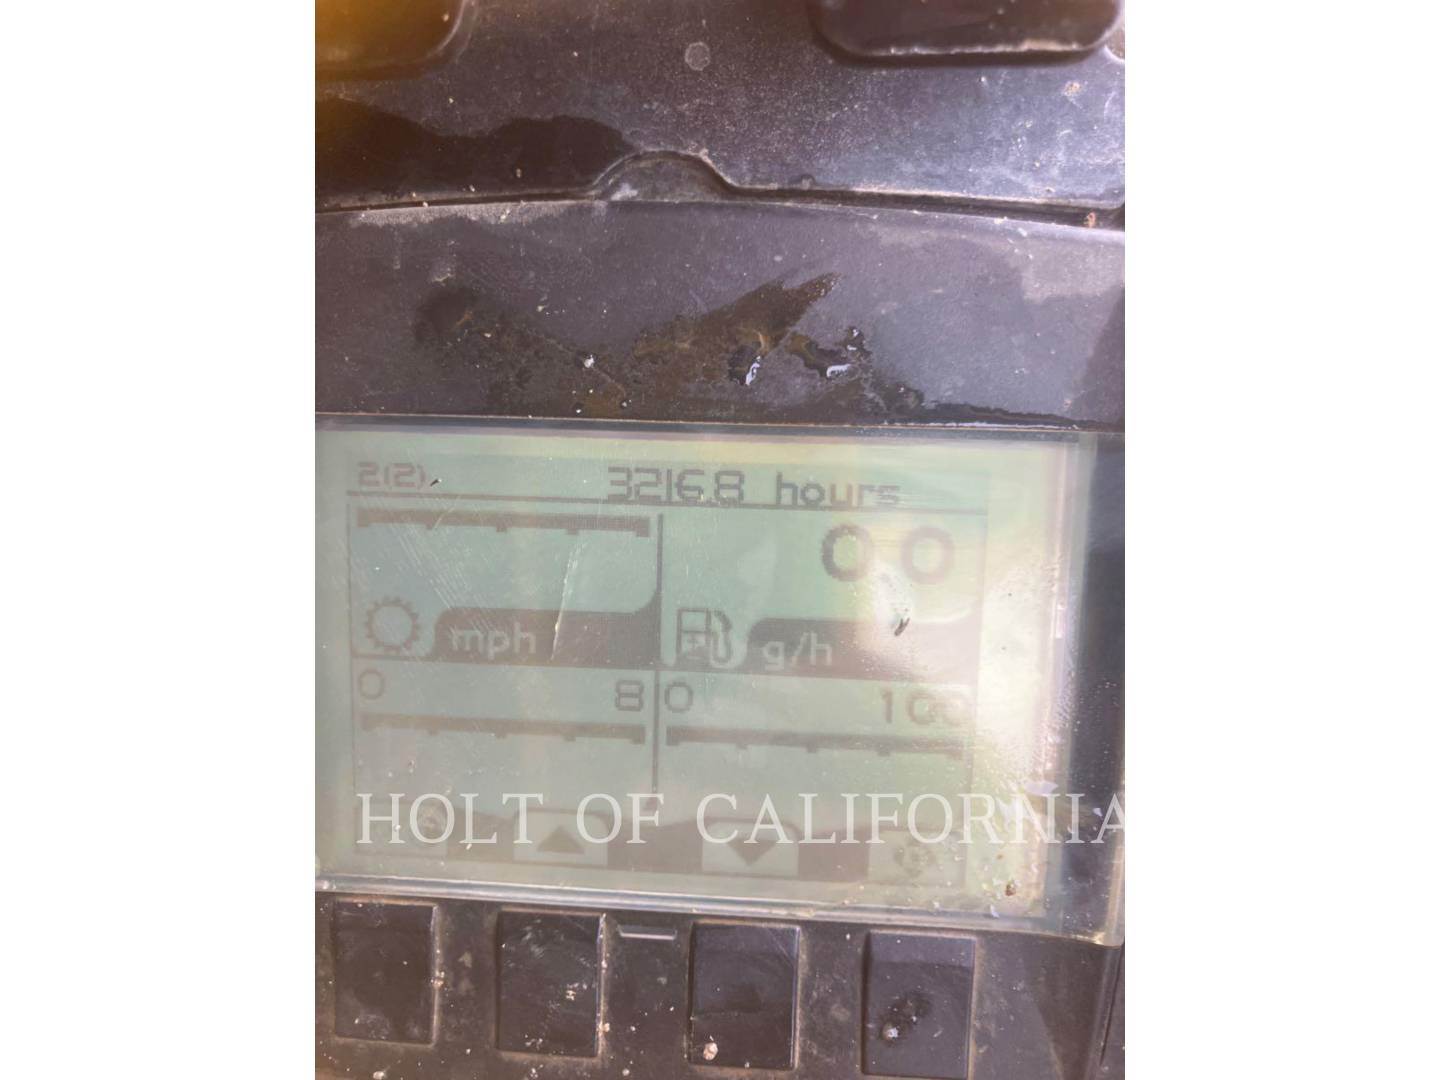 2(2)
3216.8 hours
0.0
mph
g/h
0 8 0 100
HOLT OF CALIFORNIA